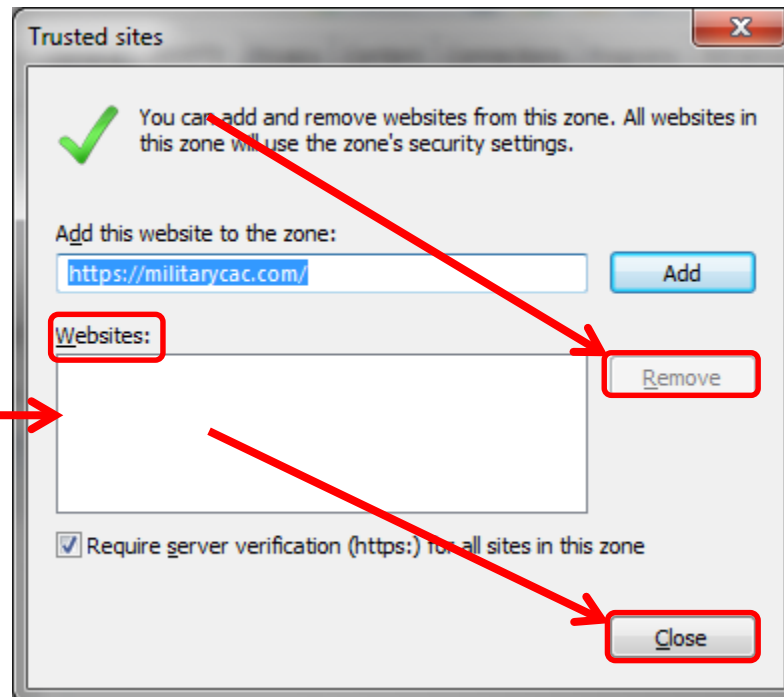 Trusted sites
You can add and remove websites from this zone. All websites in
this zone will use the zone's security settings.
Add this website to the zone:
https://militarycac.com/
Add
Websites:
Remove
Require server verification (https:) for all sites in this zone
Close